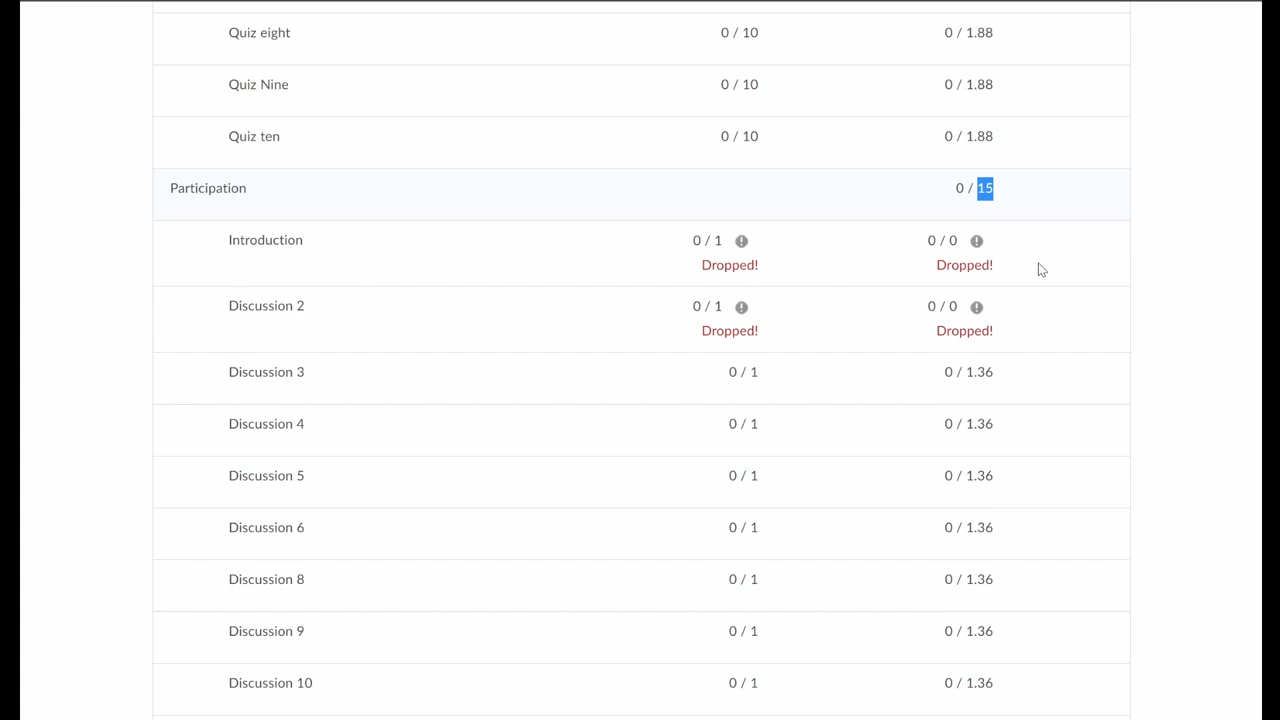 Quiz eight 0 / 10 0 / 1.88
Quiz Nine 0 / 10 0 / 1.88
Quiz ten 0 / 10 0 / 1.88
Participation 0 / 15
Introduction 0 / 1 0 / 0
Dropped! Dropped!
Discussion 2 0 / 1 0 / 0
Dropped! Dropped!
Discussion 3 0 / 1 0 / 1.36
Discussion 4 0 / 1 0 / 1.36
Discussion 5 0 / 1 0 / 1.36
Discussion 6 0 / 1 0 / 1.36
Discussion 8 0 / 1 0 / 1.36
Discussion 9 0 / 1 0 / 1.36
Discussion 10 0 / 1 0 / 1.36